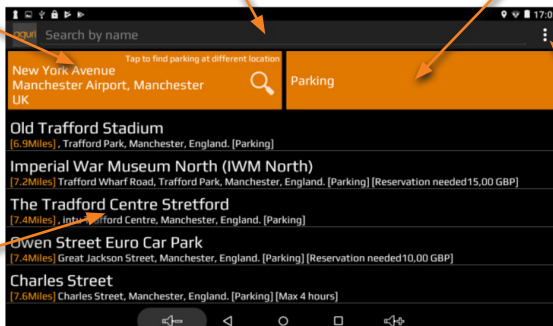 17:0
aguri Search by name
Tap to find parking at different location
New York Avenue
Manchester Airport, Manchester
UK
Parking
Old Trafford Stadium
[6.9Miles] , Trafford Park, Manchester, England. [Parking]
Imperial War Museum North (IWM North)
[7.2Miles] Trafford Wharf Road, Trafford Park, Manchester, England. [Parking] [Reservation needed15,00 GBP]
The Tradford Centre Stretford
[7.4Miles] , intu Trafford Centre, Manchester, England. [Parking]
Owen Street Euro Car Park
[7.4Miles] Great Jackson Street, Manchester, England. [Parking] [Reservation needed10,00 GBP]
Charles Street
[7.6Miles] Charles Street, Manchester, England. [Parking] [Max 4 hours]